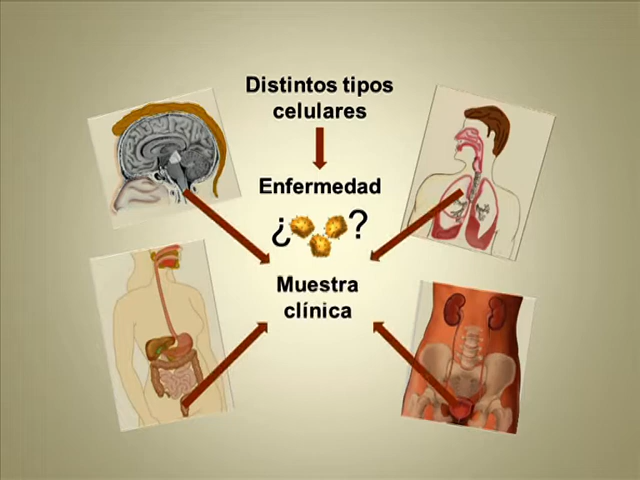 Distintos tipos
celulares
Enfermedad
¿ ?
Muestra
clínica